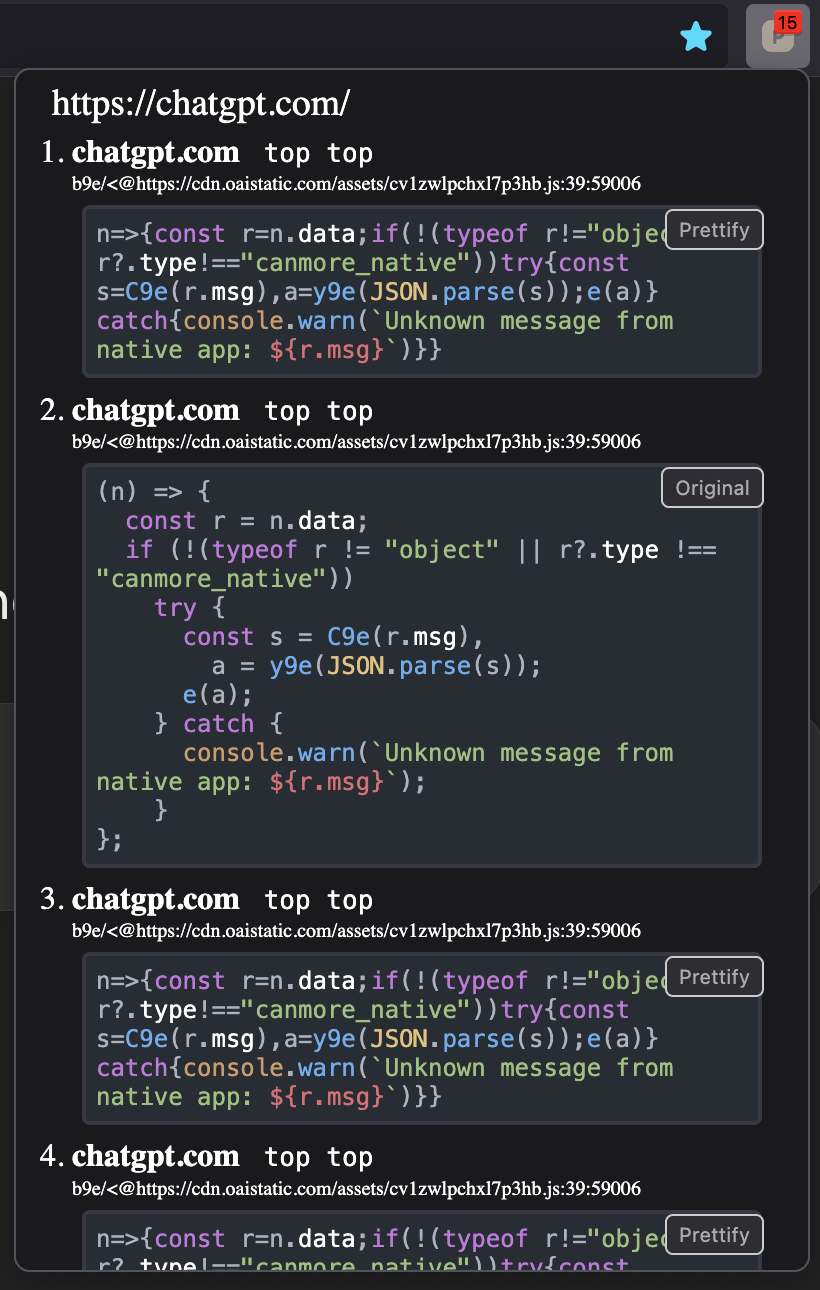 15
P
https://chatgpt.com/
1. chatgpt.com top top
b9e/<@https://cdn.oaistatic.com/assets/cv1zwlpchxl7p3hb.js:39:59006
Prettify
n=>{const r=n.data;if(!(typeof r!="objec
r?.type!=="canmore_native"))try{const
s=C9e(r.msg),a=y9e(JSON.parse(s));e(a)}
catch{console.warn(`Unknown message from
native app: ${r.msg}`)}}
2. chatgpt.com top top
b9e/<@https://cdn.oaistatic.com/assets/cv1zwlpchxl7p3hb.js:39:59006
Original
(n) => {
  const r = n.data;
  if (!(typeof r != "object" || r?.type !==
"canmore_native"))
    try {
      const s = C9e(r.msg),
        a = y9e(JSON.parse(s));
      e(a);
    } catch {
      console.warn(`Unknown message from
native app: ${r.msg}`);
    }
};
3. chatgpt.com top top
b9e/<@https://cdn.oaistatic.com/assets/cv1zwlpchxl7p3hb.js:39:59006
Prettify
n=>{const r=n.data;if(!(typeof r!="objec
r?.type!=="canmore_native"))try{const
s=C9e(r.msg),a=y9e(JSON.parse(s));e(a)}
catch{console.warn(`Unknown message from
native app: ${r.msg}`)}}
4. chatgpt.com top top
b9e/<@https://cdn.oaistatic.com/assets/cv1zwlpchxl7p3hb.js:39:59006
Prettify
n=>{const r=n.data;if(!(typeof r!="objec
r?.type!=="canmore_native"))try{const